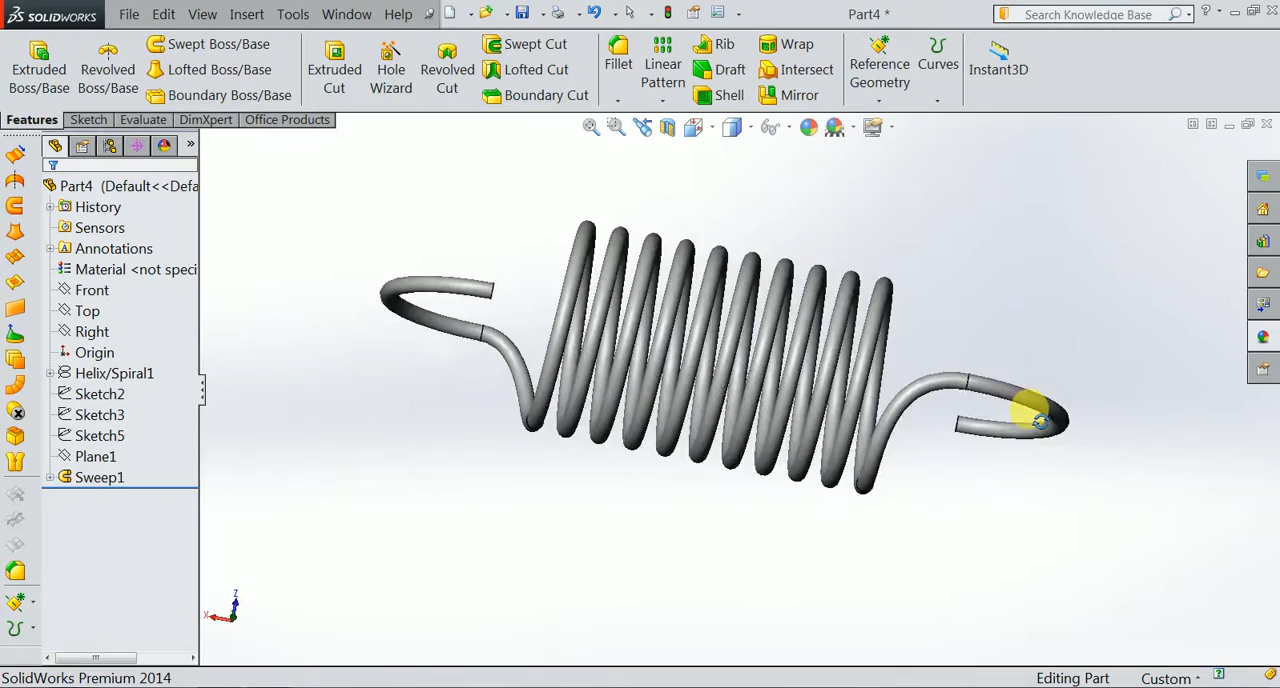 SOLIDWORKS File Edit View Insert Tools Window Help Part4 * Search Knowledge Base ?
Extruded Boss/Base
Revolved Boss/Base
Swept Boss/Base
Lofted Boss/Base
Boundary Boss/Base
Extruded Cut
Hole Wizard
Revolved Cut
Swept Cut
Lofted Cut
Boundary Cut
Fillet
Linear Pattern
Rib
Draft
Shell
Wrap
Intersect
Mirror
Reference Geometry
Curves
Instant3D
Features Sketch Evaluate DimXpert Office Products
»
Part4 (Default<<Defa
History
Sensors
A Annotations
Material <not speci
Front
Top
Right
Origin
Helix/Spiral1
Sketch2
Sketch3
Sketch5
Plane1
Sweep1
Z
X
SolidWorks Premium 2014 Editing Part Custom ?